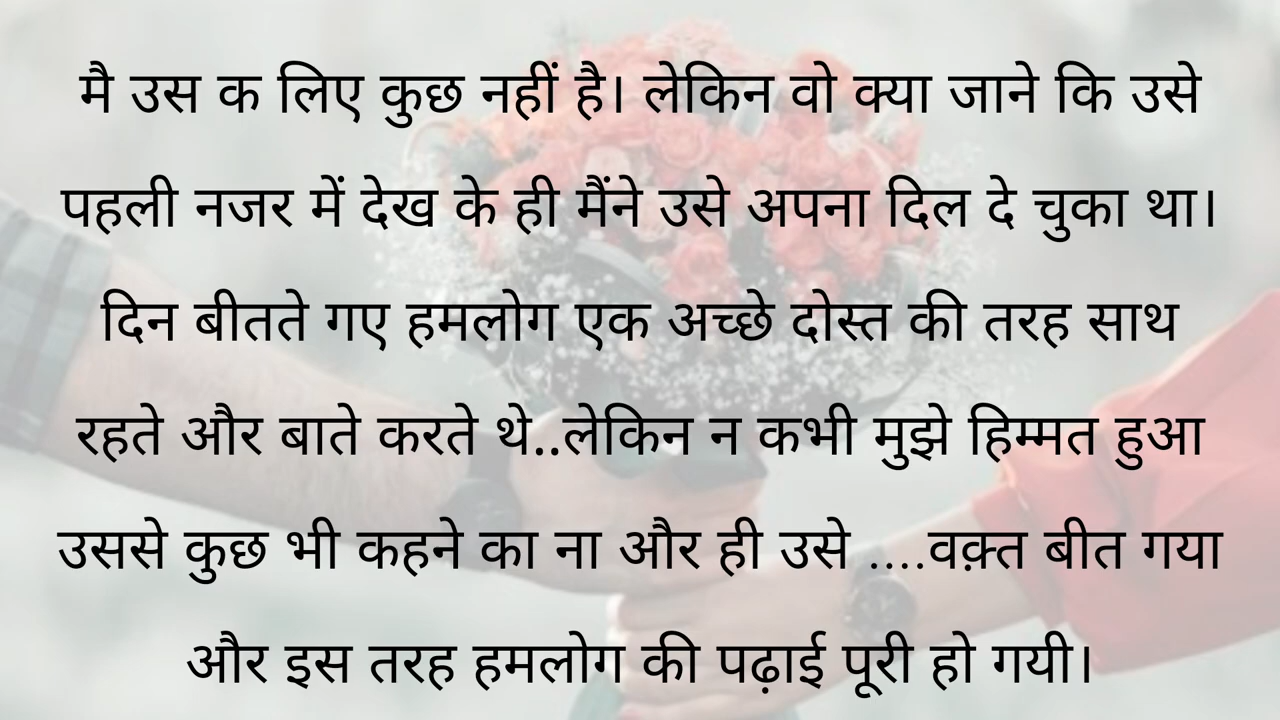 मै उस क लिए कुछ नहीं है। लेकिन वो क्या जाने कि उसे
पहली नजर में देख के ही मैंने उसे अपना दिल दे चुका था।
दिन बीतते गए हमलोग एक अच्छे दोस्त की तरह साथ
रहते और बाते करते थे..लेकिन न कभी मुझे हिम्मत हुआ
उससे कुछ भी कहने का ना और ही उसे ....वक़्त बीत गया
और इस तरह हमलोग की पढ़ाई पूरी हो गयी।